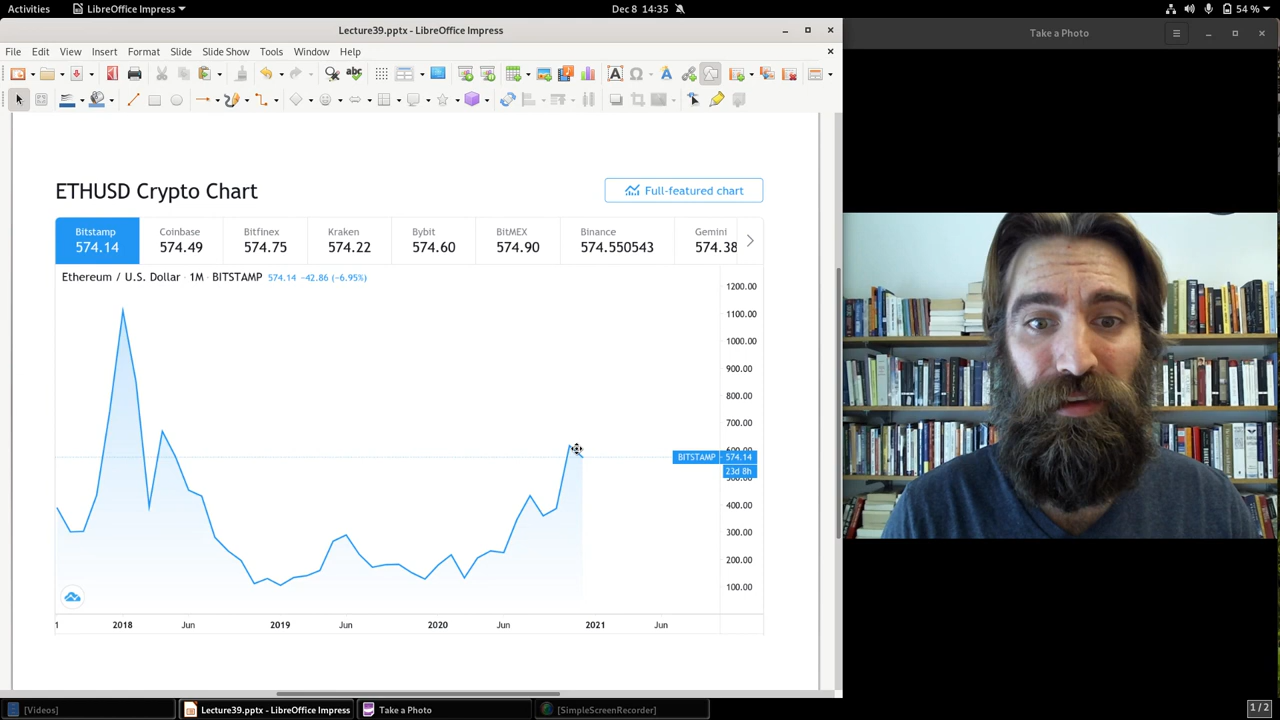 Activities
LibreOffice Impress
Dec 8 14:35
54 %
Lecture39.pptx - LibreOffice Impress
Take a Photo
File Edit View Insert Format Slide Slide Show Tools Window Help
ETHUSD Crypto Chart
Full-featured chart
Bitstamp Coinbase Bitfinex Kraken Bybit BitMEX Binance Gemini
574.14 574.49 574.75 574.22 574.60 574.90 574.550543 574.38
Ethereum / U.S. Dollar · 1M · BITSTAMP 574.14 −42.86 (−6.95%)
1200.00
1100.00
1000.00
900.00
800.00
700.00
600.00
BITSTAMP 574.14
23d 8h
500.00
400.00
300.00
200.00
100.00
1 2018 Jun 2019 Jun 2020 Jun 2021 Jun
[Videos]
Lecture39.pptx - LibreOffice Impress
Take a Photo
[SimpleScreenRecorder]
1 / 2